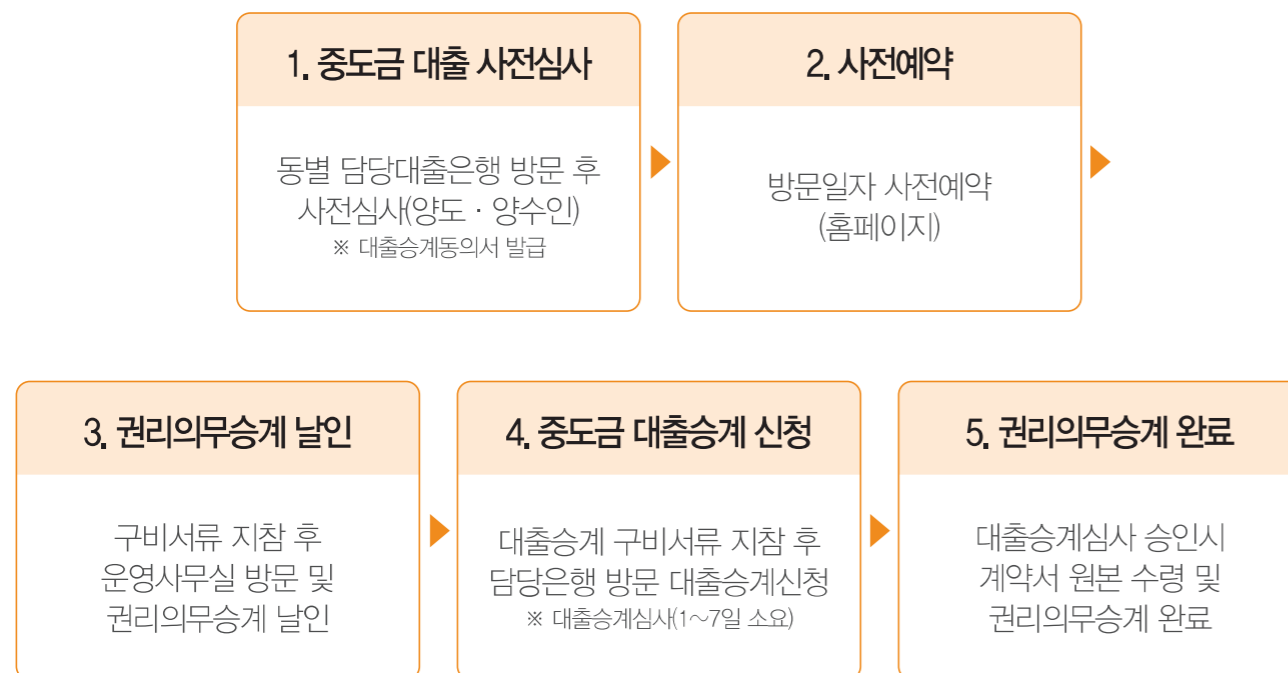 1. 중도금 대출 사전심사
동별 담당대출은행 방문 후
사전심사(양도 · 양수인)
※ 대출승계동의서 발급
2. 사전예약
방문일자 사전예약
(홈페이지)
3. 권리의무승계 날인
구비서류 지참 후
운영사무실 방문 및
권리의무승계 날인
4. 중도금 대출승계 신청
대출승계 구비서류 지참 후
담당은행 방문 대출승계신청
※ 대출승계심사(1~7일 소요)
5. 권리의무승계 완료
대출승계심사 승인시
계약서 원본 수령 및
권리의무승계 완료